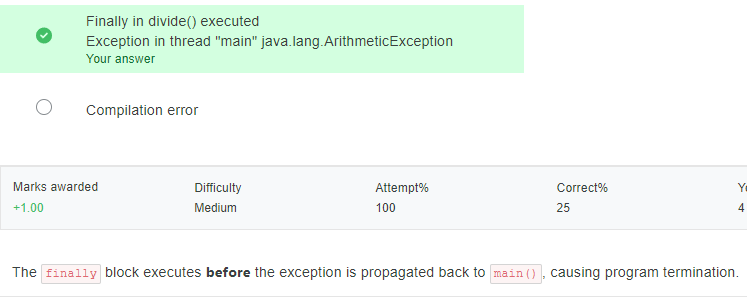 Finally in divide() executed
Exception in thread "main" java.lang.ArithmeticException
Your answer
Compilation error
Marks awarded
Difficulty
Attempt%
Correct%
+1.00
Medium
100
25
4
The finally block executes before the exception is propagated back to main(), causing program termination.